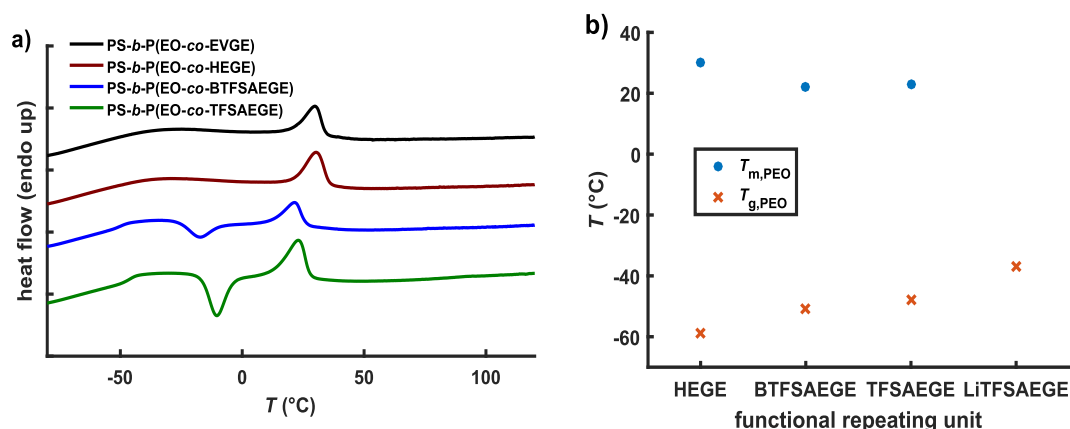 a)
PS-b-P(EO-co-EVGE)
PS-b-P(EO-co-HEGE)
PS-b-P(EO-co-BTFSAEGE)
PS-b-P(EO-co-TFSAEGE)
heat flow (endo up)
-50 0 50 100
T (°C)
b)
40
20
0
-20
-40
-60
T (°C)
Tm,PEO
Tg,PEO
HEGE BTFSAEGE TFSAEGE LiTFSAEGE
functional repeating unit